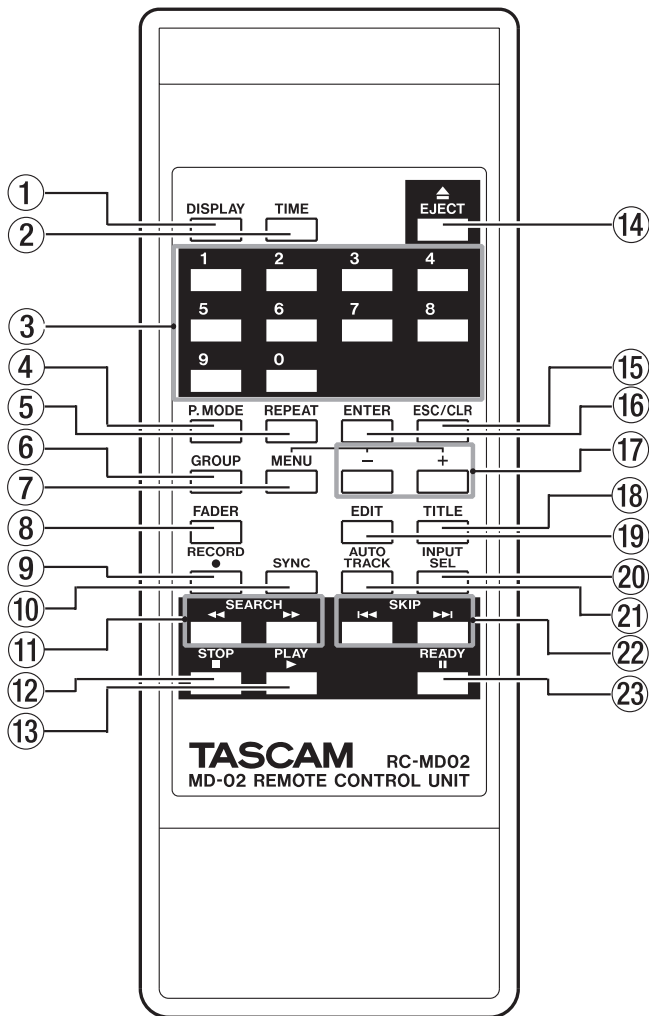 DISPLAY TIME ▲ EJECT
① ② ⑭
1 2 3 4
5 6 7 8
③
9 0
④ P.MODE REPEAT ENTER ESC/CLR ⑮
⑤ ⑯
⑥ GROUP MENU − + ⑰
⑦
⑧ FADER EDIT TITLE ⑱
⑲
⑨ RECORD ● SYNC AUTO TRACK INPUT SEL ⑳
⑩ ㉑
⑪ SEARCH ◀◀ ▶▶ SKIP |◀◀ ▶▶| ㉒
⑫ STOP ■ PLAY ▶ READY ❚❚ ㉓
⑬
TASCAM RC-MD02
MD-02 REMOTE CONTROL UNIT